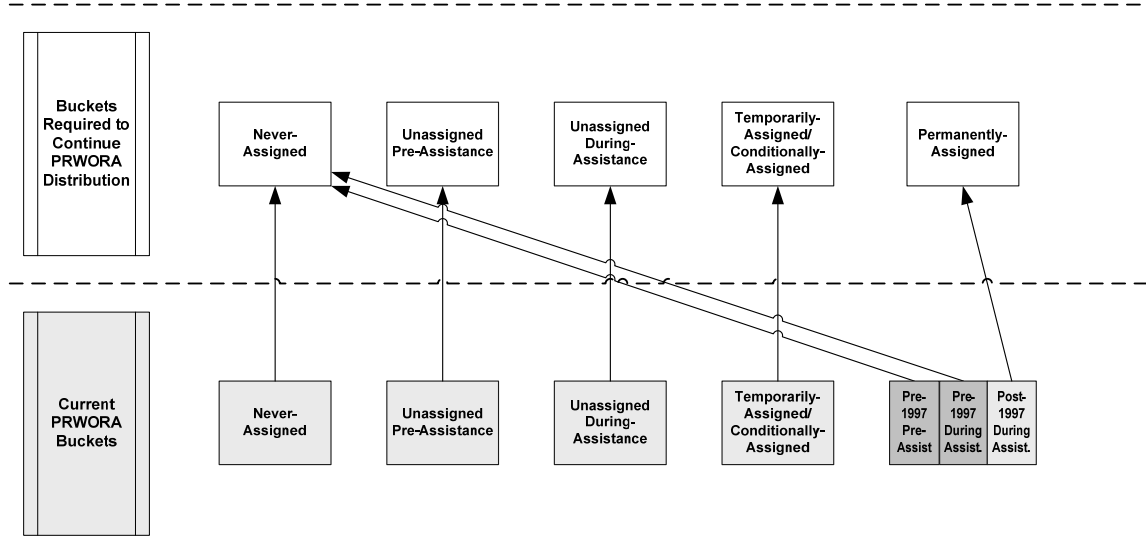 Buckets
Required to
Continue
PRWORA
Distribution
Never-
Assigned
Unassigned
Pre-Assistance
Unassigned
During-
Assistance
Temporarily-
Assigned/
Conditionally-
Assigned
Permanently-
Assigned
Current
PRWORA
Buckets
Never-
Assigned
Unassigned
Pre-Assistance
Unassigned
During-
Assistance
Temporarily-
Assigned/
Conditionally-
Assigned
Pre-
1997
Pre-
Assist
Pre-
1997
During
Assist.
Post-
1997
During
Assist.